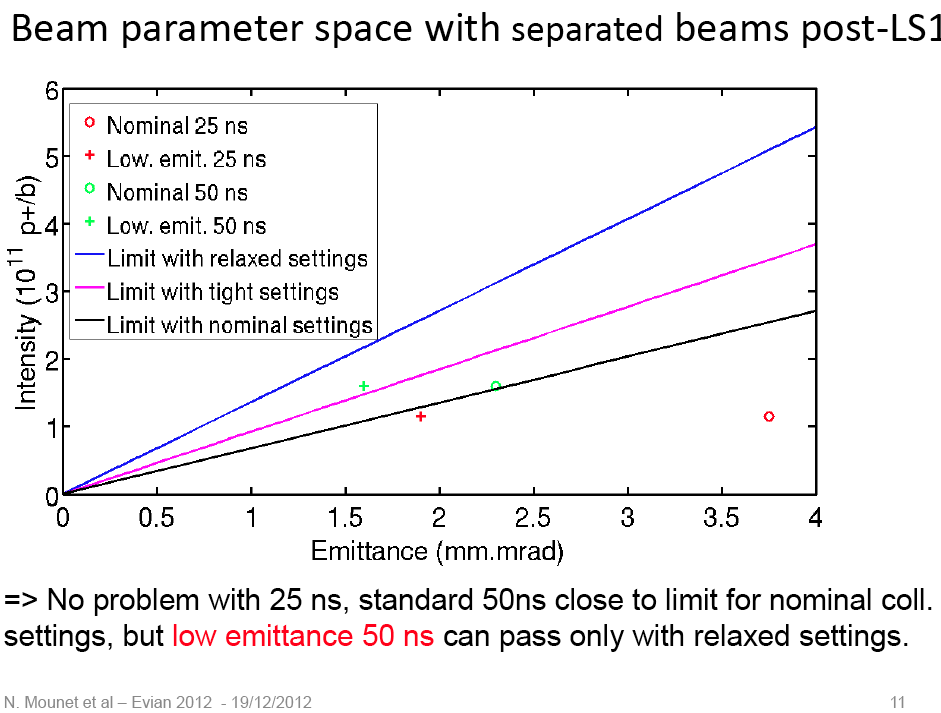 Beam parameter space with separated beams post-LS1
6
5
4
3
2
1
0
Intensity (10^11 p+/b)
Nominal 25 ns
Low. emit. 25 ns
Nominal 50 ns
Low. emit. 50 ns
Limit with relaxed settings
Limit with tight settings
Limit with nominal settings
0 0.5 1 1.5 2 2.5 3 3.5 4
Emittance (mm.mrad)
=> No problem with 25 ns, standard 50ns close to limit for nominal coll.
settings, but low emittance 50 ns can pass only with relaxed settings.
N. Mounet et al – Evian 2012 - 19/12/2012 11